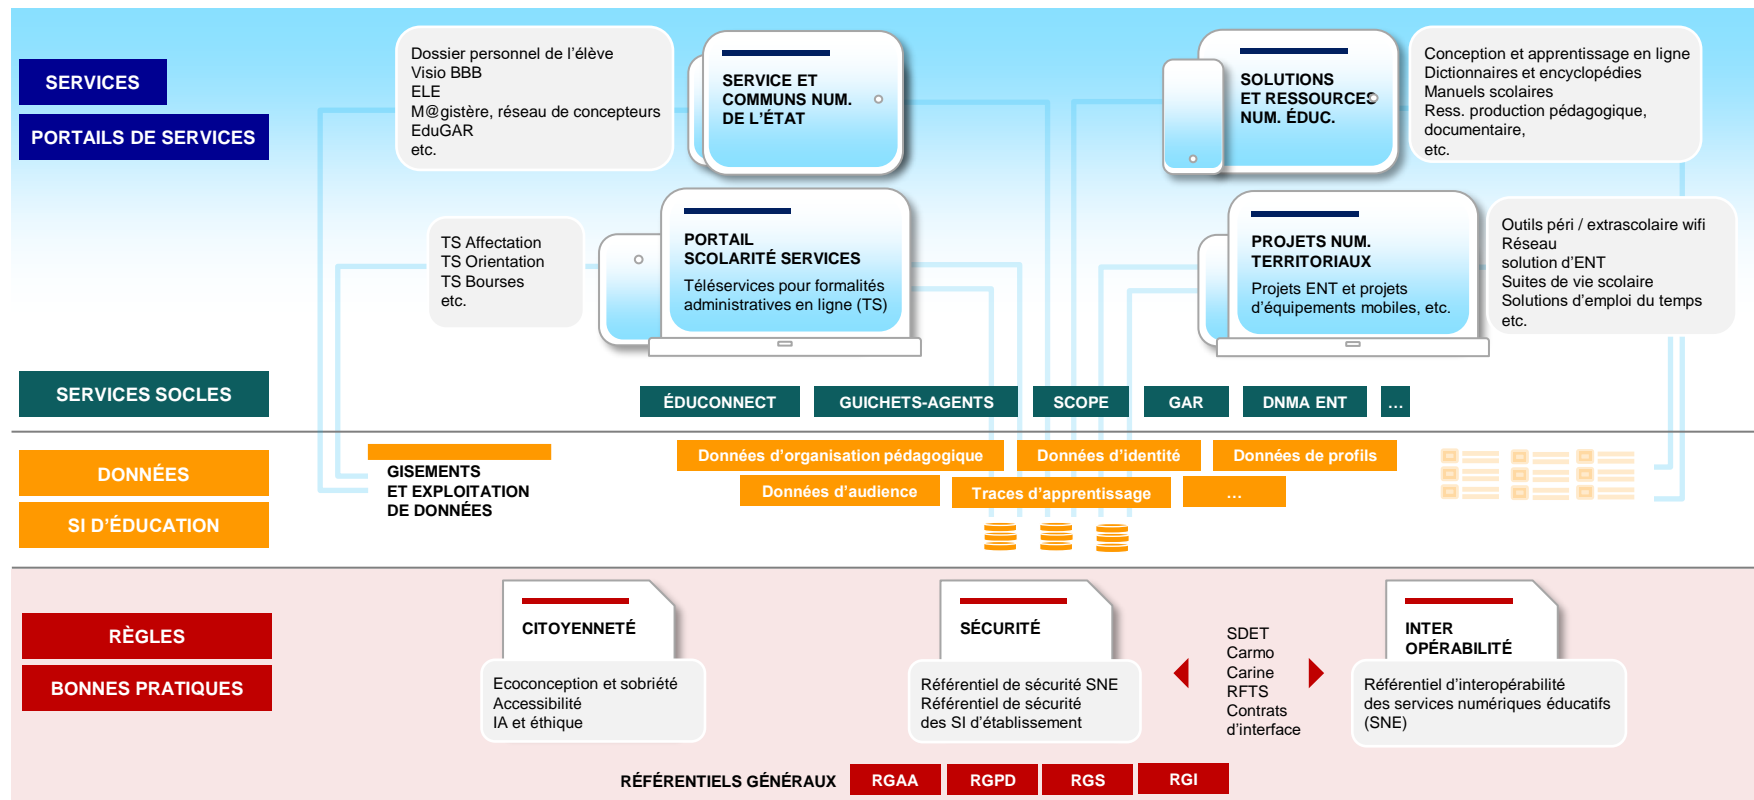 SERVICES
PORTAILS DE SERVICES
Dossier personnel de l’élève
Visio BBB
ELE
M@gistère, réseau de concepteurs
EduGAR
etc.
SERVICE ET
COMMUNS NUM.
DE L’ÉTAT
SOLUTIONS
ET RESSOURCES
NUM. ÉDUC.
Conception et apprentissage en ligne
Dictionnaires et encyclopédies
Manuels scolaires
Ress. production pédagogique,
documentaire,
etc.
TS Affectation
TS Orientation
TS Bourses
etc.
PORTAIL
SCOLARITÉ SERVICES
Téléservices pour formalités
administratives en ligne (TS)
PROJETS NUM.
TERRITORIAUX
Projets ENT et projets
d’équipements mobiles, etc.
Outils péri / extrascolaire wifi
Réseau
solution d’ENT
Suites de vie scolaire
Solutions d’emploi du temps
etc.
SERVICES SOCLES
ÉDUCONNECT
GUICHETS-AGENTS
SCOPE
GAR
DNMA ENT
…
DONNÉES
SI D’ÉDUCATION
GISEMENTS
ET EXPLOITATION
DE DONNÉES
Données d’organisation pédagogique
Données d’identité
Données de profils
Données d’audience
Traces d’apprentissage
…
RÈGLES
BONNES PRATIQUES
CITOYENNETÉ
Ecoconception et sobriété
Accessibilité
IA et éthique
SÉCURITÉ
Référentiel de sécurité SNE
Référentiel de sécurité
des SI d’établissement
SDET
Carmo
Carine
RFTS
Contrats
d’interface
INTER
OPÉRABILITÉ
Référentiel d’interopérabilité
des services numériques éducatifs
(SNE)
RÉFÉRENTIELS GÉNÉRAUX
RGAA
RGPD
RGS
RGI